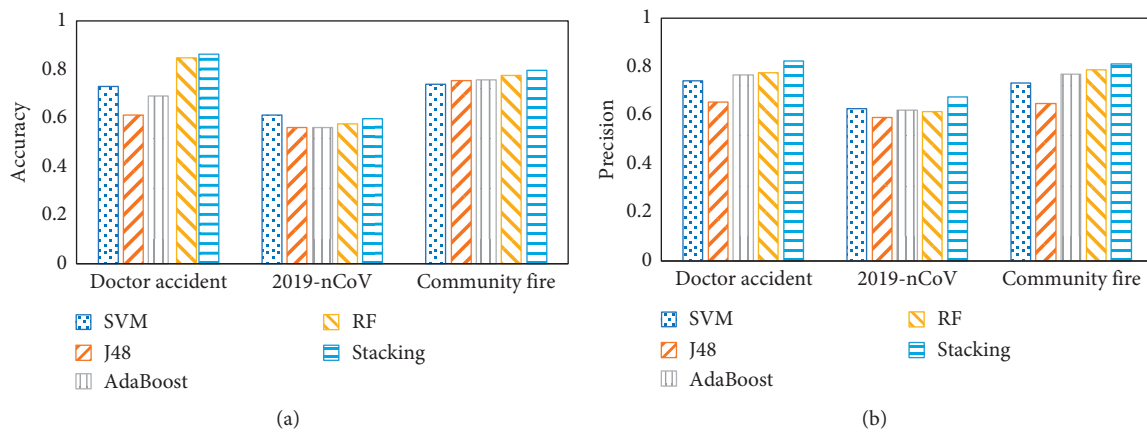 Accuracy
1
0.8
0.6
0.4
0.2
0
Doctor accident 2019-nCoV Community fire
SVM RF
J48 Stacking
AdaBoost
(a)
Precision
1
0.8
0.6
0.4
0.2
0
Doctor accident 2019-nCoV Community fire
SVM RF
J48 Stacking
AdaBoost
(b)